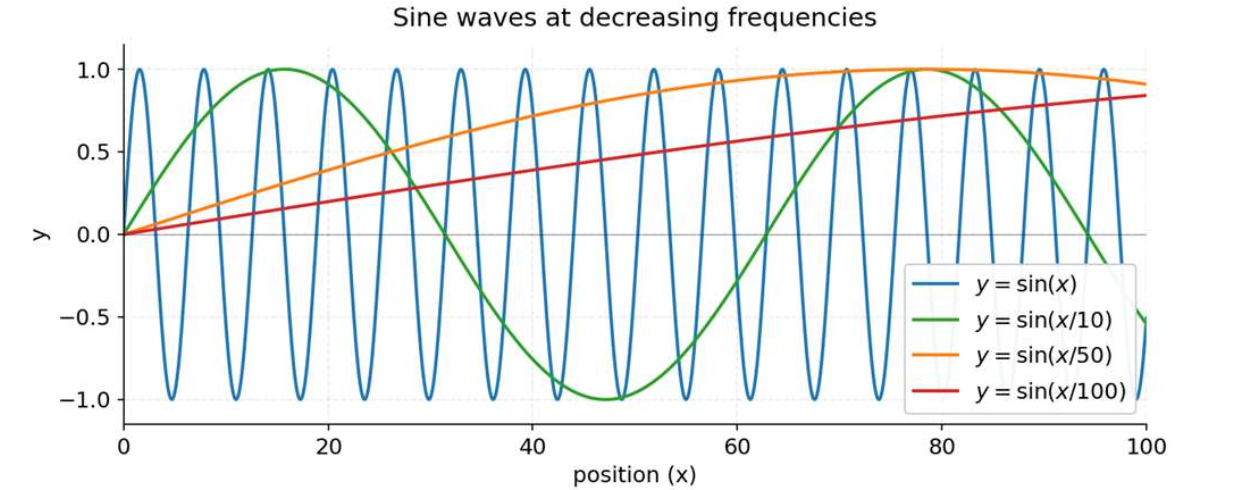 Sine waves at decreasing frequencies
1.0
0.5
0.0
−0.5
−1.0
y
0 20 40 60 80 100
position (x)
y = sin(x)
y = sin(x/10)
y = sin(x/50)
y = sin(x/100)